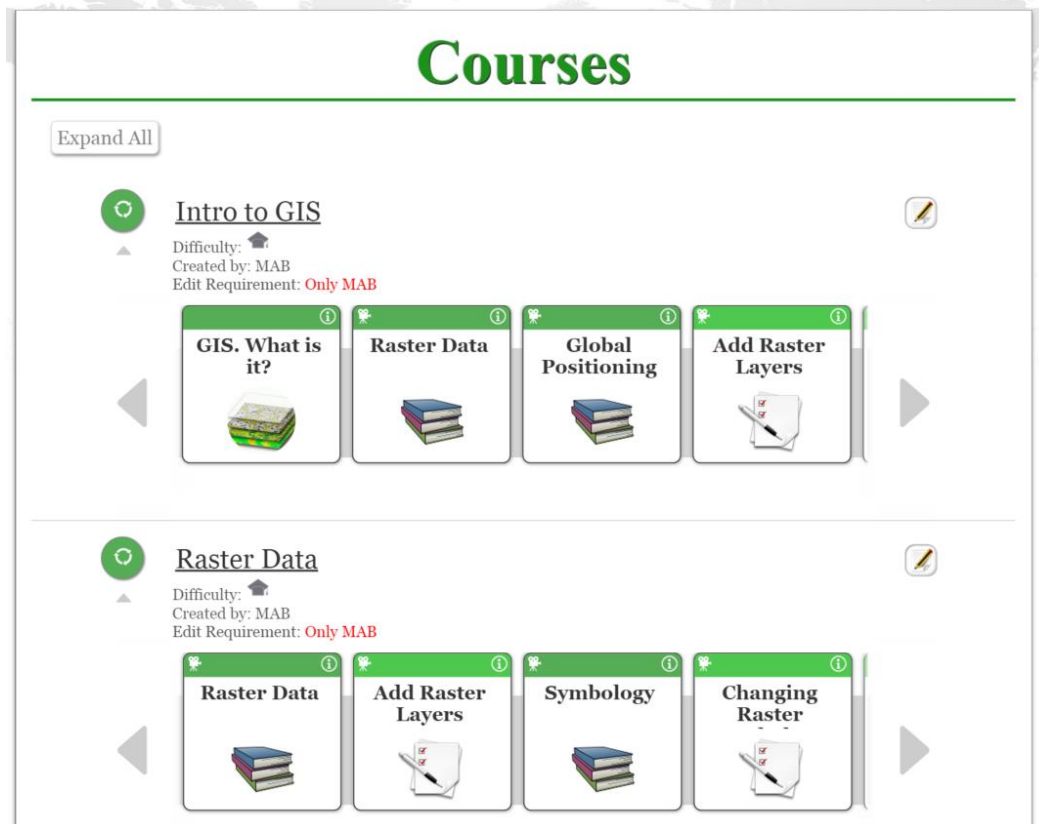 Courses
Expand All
Intro to GIS
Difficulty:
Created by: MAB
Edit Requirement: Only MAB
GIS. What is
it?
Raster Data
Global
Positioning
Add Raster
Layers
Raster Data
Difficulty:
Created by: MAB
Edit Requirement: Only MAB
Raster Data
Add Raster
Layers
Symbology
Changing
Raster